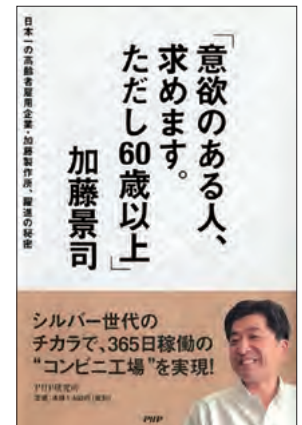 「意欲のある人、
求めます。
ただし60歳以上」
加藤景司
日本一の高齢者雇用企業・加藤製作所、躍進の秘密
シルバー世代の
チカラで、365日稼働の
“コンビニ工場”を実現!
PHP研究所
PHP